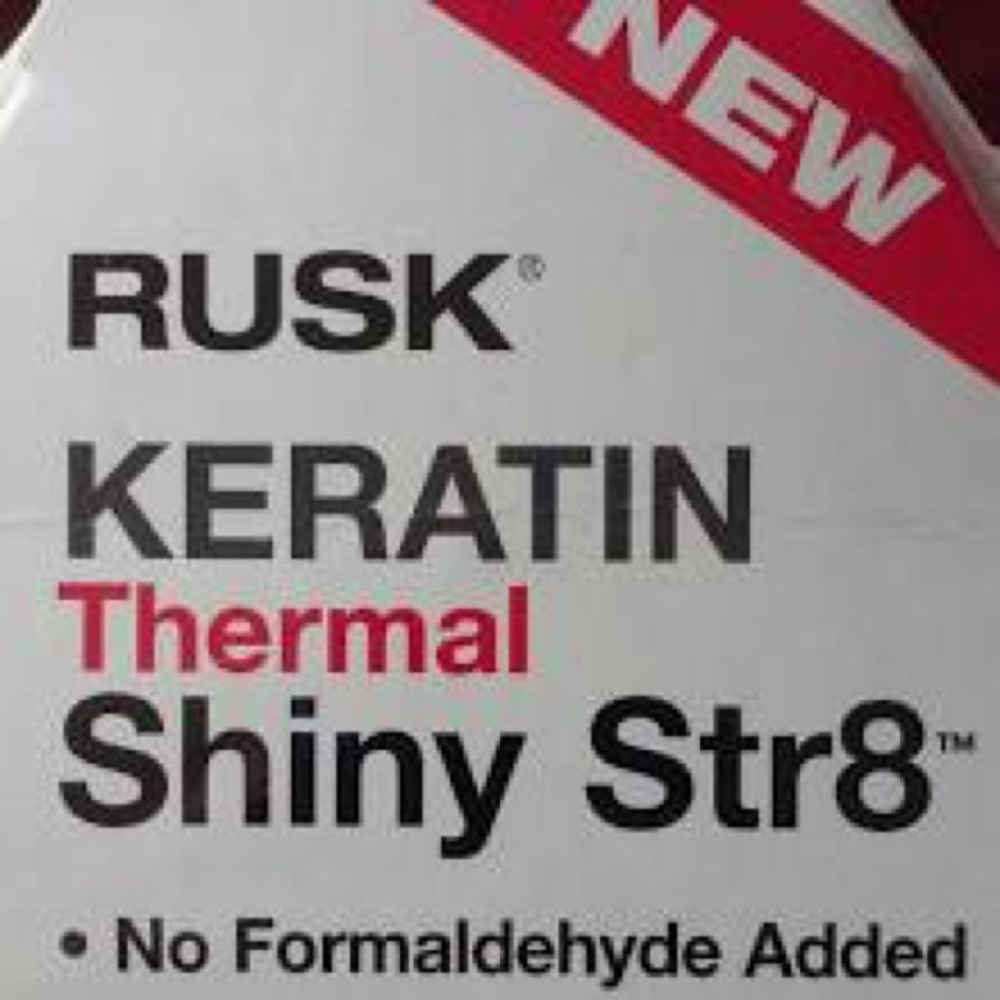 NEW
RUSK®
KERATIN
Thermal
Shiny Str8™
• No Formaldehyde Added